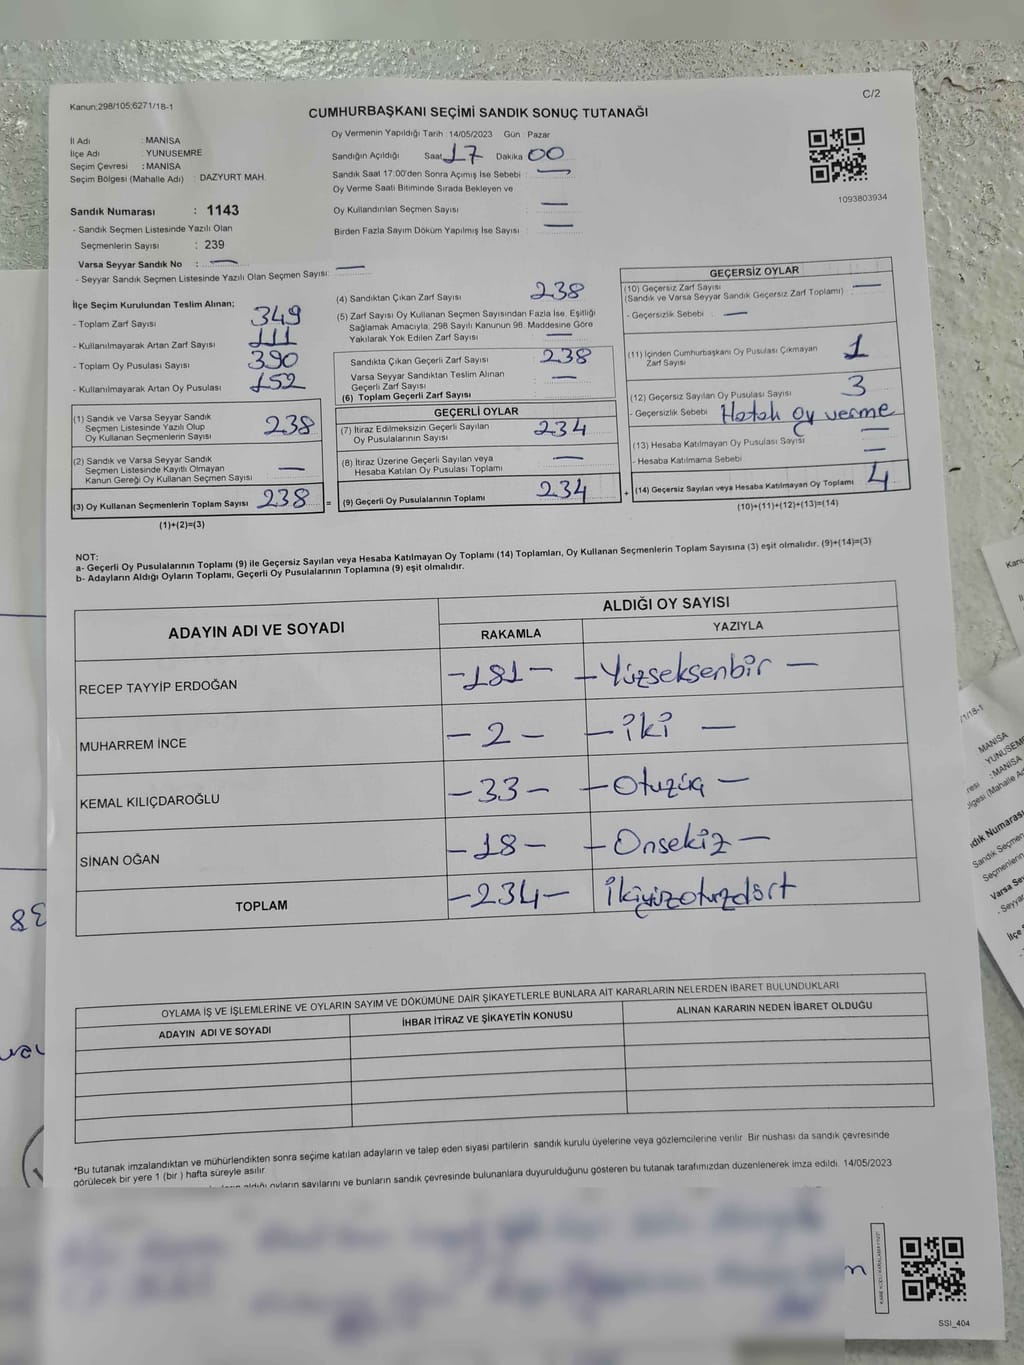 Kanun;298/105;6271/18-1
C/2
CUMHURBAŞKANI SEÇİMİ SANDIK SONUÇ TUTANAĞI
İl Adı : MANİSA
İlçe Adı : YUNUSEMRE
Seçim Çevresi : MANİSA
Seçim Bölgesi (Mahalle Adı) : DAZYURT MAH.
Oy Vermenin Yapıldığı Tarih : 14/05/2023 Gün Pazar
Sandığın Açıldığı Saat 17 Dakika 00
Sandık Saat 17:00'den Sonra Açımış İse Sebebi : —
Oy Verme Saati Bitiminde Sırada Bekleyen ve
Oy Kullandırılan Seçmen Sayısı : —
Birden Fazla Sayım Döküm Yapılmış İse Sayısı : —
1093803934
Sandık Numarası : 1143
- Sandık Seçmen Listesinde Yazılı Olan
Seçmenlerin Sayısı : 239
Varsa Seyyar Sandık No : —
- Seyyar Sandık Seçmen Listesinde Yazılı Olan Seçmen Sayısı: —
İlçe Seçim Kurulundan Teslim Alınan;
- Toplam Zarf Sayısı : 349
- Kullanılmayarak Artan Zarf Sayısı : 111
- Toplam Oy Pusulası Sayısı : 390
- Kullanılmayarak Artan Oy Pusulası : 152
(1) Sandık ve Varsa Seyyar Sandık
Seçmen Listesinde Yazılı Olup
Oy Kullanan Seçmenlerin Sayısı : 238
(2) Sandık ve Varsa Seyyar Sandık
Seçmen Listesinde Kayıtlı Olmayan
Kanun Gereği Oy Kullanan Seçmen Sayısı : —
(3) Oy Kullanan Seçmenlerin Toplam Sayısı : 238
(1)+(2)=(3)
=
(4) Sandıktan Çıkan Zarf Sayısı : 238
(5) Zarf Sayısı Oy Kullanan Seçmen Sayısından Fazla İse, Eşitliği
Sağlamak Amacıyla; 298 Sayılı Kanunun 98. Maddesine Göre
Yakılarak Yok Edilen Zarf Sayısı : —
Sandıkta Çıkan Geçerli Zarf Sayısı : 238
Varsa Seyyar Sandıktan Teslim Alınan
Geçerli Zarf Sayısı : —
(6) Toplam Geçerli Zarf Sayısı :
GEÇERLİ OYLAR
(7) İtiraz Edilmeksizin Geçerli Sayılan
Oy Pusulalarının Sayısı : 234
(8) İtiraz Üzerine Geçerli Sayılan veya
Hesaba Katılan Oy Pusulası Toplamı : —
(9) Geçerli Oy Pusulalarının Toplamı : 234
+
GEÇERSİZ OYLAR
(10) Geçersiz Zarf Sayısı
(Sandık ve Varsa Seyyar Sandık Geçersiz Zarf Toplamı) : —
- Geçersizlik Sebebi : —
(11) İçinden Cumhurbaşkanı Oy Pusulası Çıkmayan
Zarf Sayısı : 1
(12) Geçersiz Sayılan Oy Pusulası Sayısı : 3
- Geçersizlik Sebebi : Hatalı oy verme
(13) Hesaba Katılmayan Oy Pusulası Sayısı : —
- Hesaba Katılmama Sebebi : —
(14) Geçersiz Sayılan veya Hesaba Katılmayan Oy Toplamı : 4
(10)+(11)+(12)+(13)=(14)
NOT:
a- Geçerli Oy Pusulalarının Toplamı (9) ile Geçersiz Sayılan veya Hesaba Katılmayan Oy Toplamı (14) Toplamları, Oy Kullanan Seçmenlerin Toplam Sayısına (3) eşit olmalıdır. (9)+(14)=(3)
b- Adayların Aldığı Oyların Toplamı, Geçerli Oy Pusulalarının Toplamına (9) eşit olmalıdır.
ADAYIN ADI VE SOYADI
ALDIĞI OY SAYISI
RAKAMLA YAZIYLA
RECEP TAYYİP ERDOĞAN -181- -Yüzseksenbir-
MUHARREM İNCE -2- -iki-
KEMAL KILIÇDAROĞLU -33- -Otuzüç-
SİNAN OĞAN -18- -Onsekiz-
TOPLAM -234- İkiyüzotuzdört
OYLAMA İŞ VE İŞLEMLERİNE VE OYLARIN SAYIM VE DÖKÜMÜNE DAİR ŞİKAYETLERLE BUNLARA AİT KARARLARIN NELERDEN İBARET BULUNDUKLARI
ADAYIN ADI VE SOYADI İHBAR İTİRAZ VE ŞİKAYETİN KONUSU ALINAN KARARIN NEDEN İBARET OLDUĞU
*Bu tutanak imzalandıktan ve mühürlendikten sonra seçime katılan adayların ve talep eden siyasi partilerin sandık kurulu üyelerine veya gözlemcilerine verilir. Bir nüshası da sandık çevresinde
görülecek bir yere 1 (bir ) hafta süreyle asılır.
aldığı oyların sayılarını ve bunların sandık çevresinde bulunanlara duyurulduğunu gösteren bu tutanak tarafımızdan düzenlenerek imza edildi. 14/05/2023
SSI_404
38
/18-1
MANİSA
YUNUSEMRE
: MANİSA
Sandık Seçmen
Varsa Se
- Seyyar
İlçe S